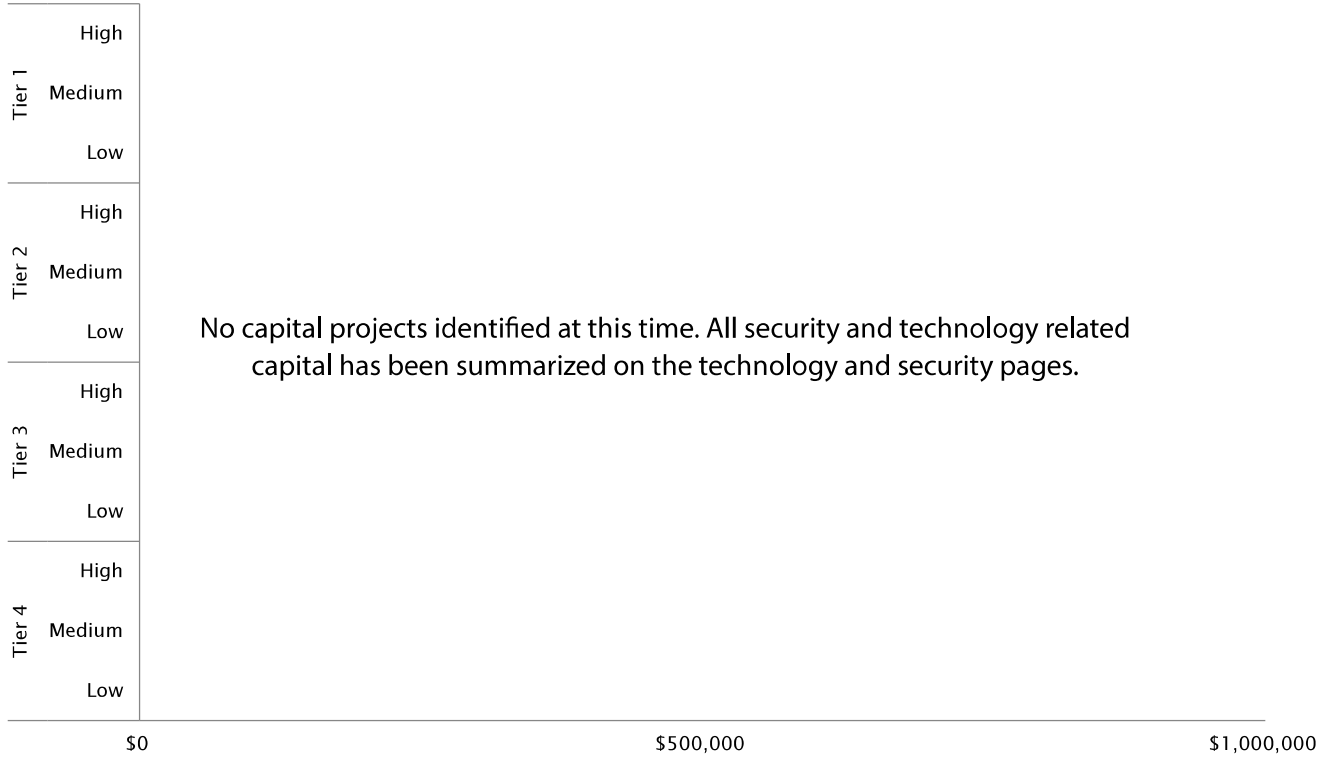 Tier 1
High
Medium
Low
Tier 2
High
Medium
Low
Tier 3
High
Medium
Low
Tier 4
High
Medium
Low
No capital projects identified at this time. All security and technology related
capital has been summarized on the technology and security pages.
$0 $500,000 $1,000,000